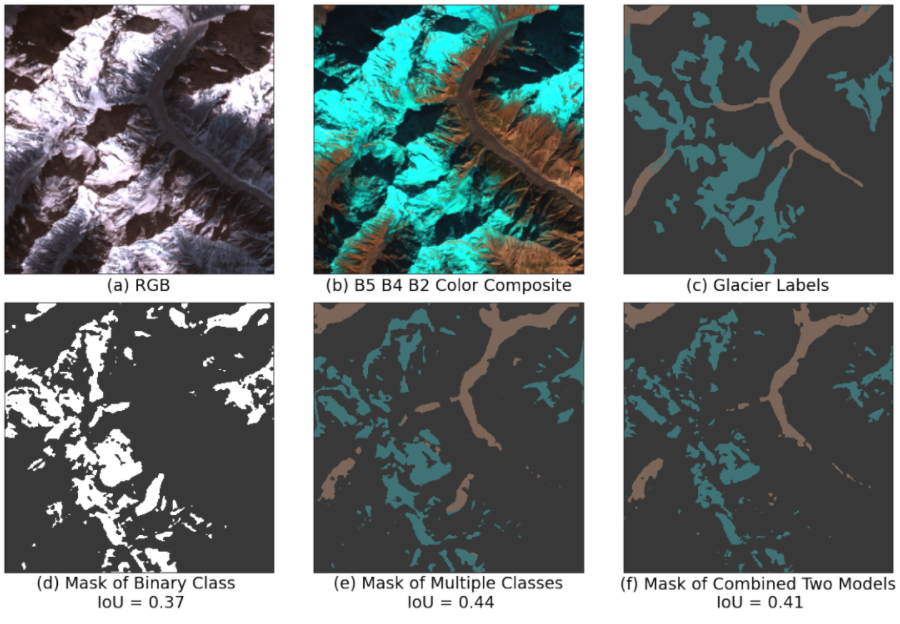 (a) RGB
(b) B5 B4 B2 Color Composite
(c) Glacier Labels
(d) Mask of Binary Class
IoU = 0.37
(e) Mask of Multiple Classes
IoU = 0.44
(f) Mask of Combined Two Models
IoU = 0.41